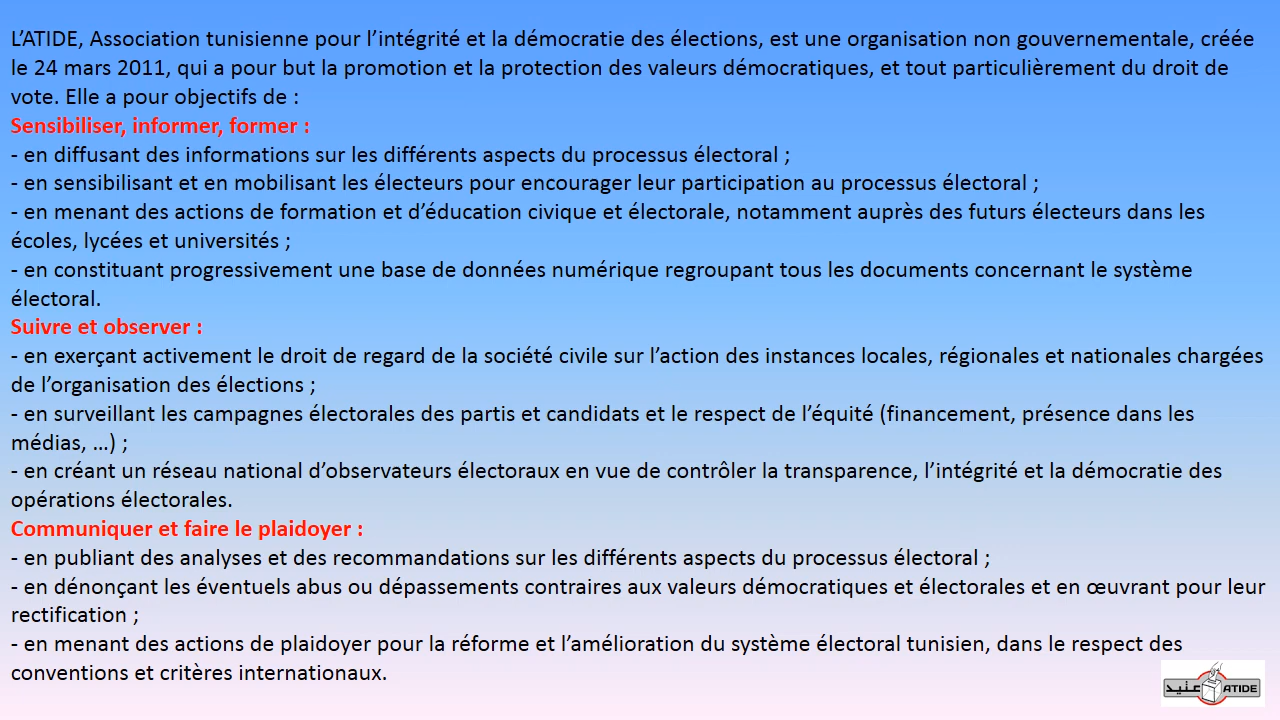 L’ATIDE, Association tunisienne pour l’intégrité et la démocratie des élections, est une organisation non gouvernementale, créée
le 24 mars 2011, qui a pour but la promotion et la protection des valeurs démocratiques, et tout particulièrement du droit de
vote. Elle a pour objectifs de :
Sensibiliser, informer, former :
- en diffusant des informations sur les différents aspects du processus électoral ;
- en sensibilisant et en mobilisant les électeurs pour encourager leur participation au processus électoral ;
- en menant des actions de formation et d’éducation civique et électorale, notamment auprès des futurs électeurs dans les
écoles, lycées et universités ;
- en constituant progressivement une base de données numérique regroupant tous les documents concernant le système
électoral.
Suivre et observer :
- en exerçant activement le droit de regard de la société civile sur l’action des instances locales, régionales et nationales chargées
de l’organisation des élections ;
- en surveillant les campagnes électorales des partis et candidats et le respect de l’équité (financement, présence dans les
médias, …) ;
- en créant un réseau national d’observateurs électoraux en vue de contrôler la transparence, l’intégrité et la démocratie des
opérations électorales.
Communiquer et faire le plaidoyer :
- en publiant des analyses et des recommandations sur les différents aspects du processus électoral ;
- en dénonçant les éventuels abus ou dépassements contraires aux valeurs démocratiques et électorales et en œuvrant pour leur
rectification ;
- en menant des actions de plaidoyer pour la réforme et l’amélioration du système électoral tunisien, dans le respect des
conventions et critères internationaux.
عتيد ATIDE